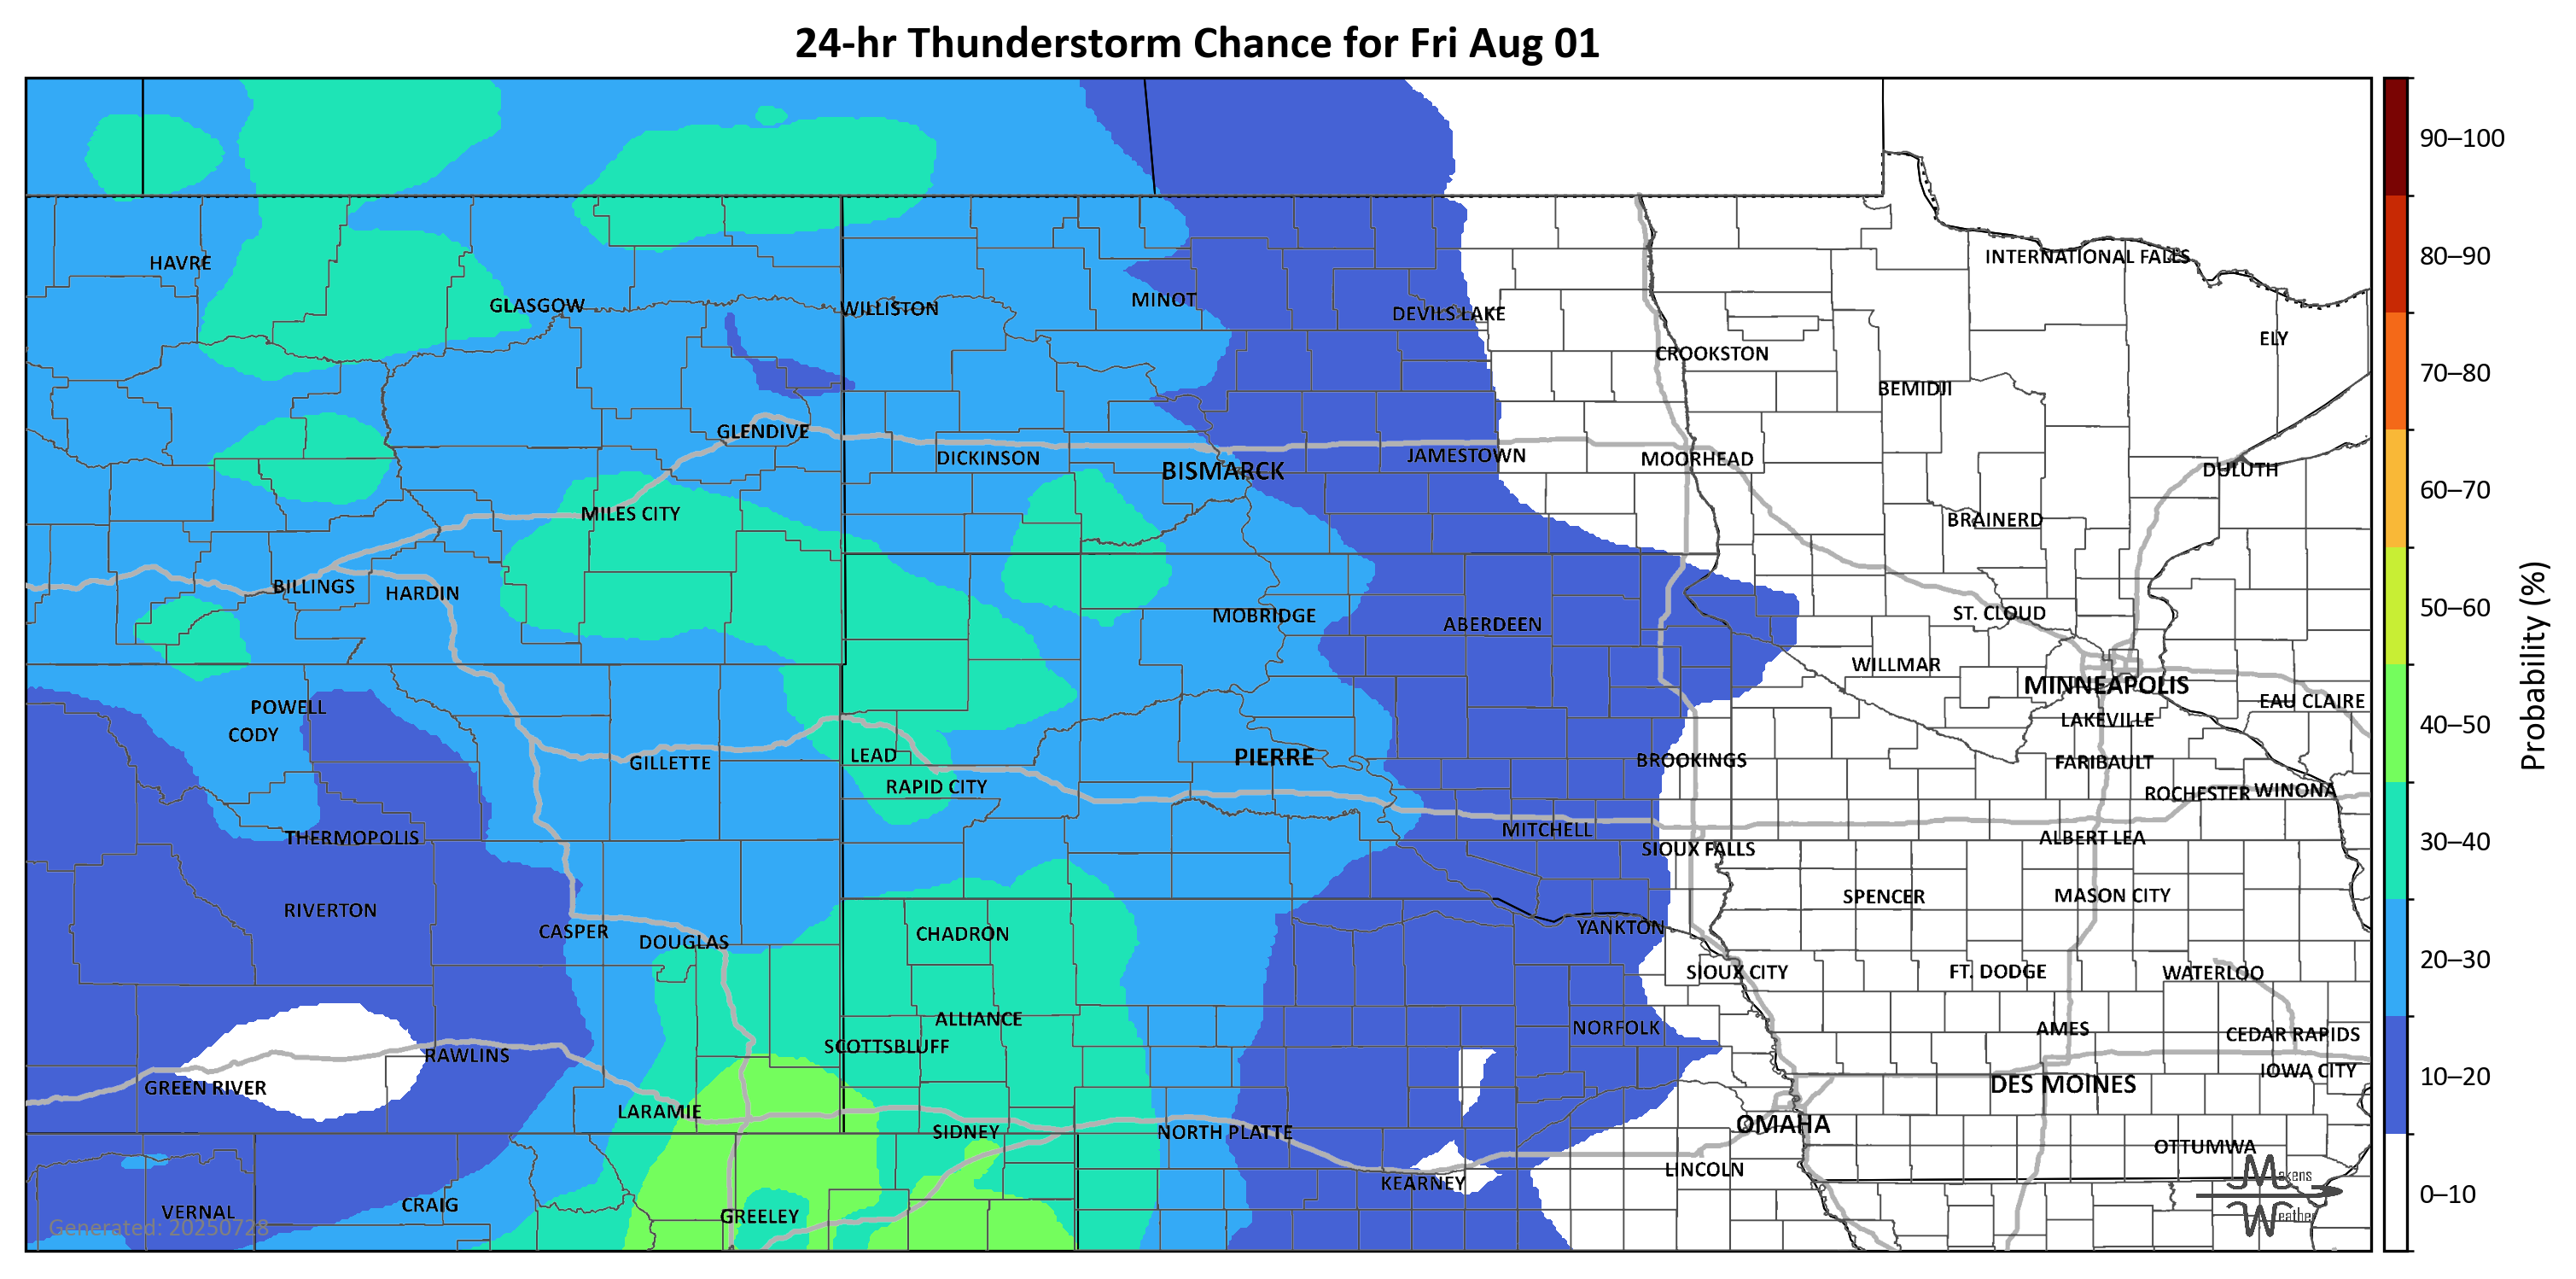 24-hr Thunderstorm Chance for Fri Aug 01
90–100
80–90
70–80
60–70
50–60
40–50
30–40
20–30
10–20
0–10
Probability (%)
HAVRE
INTERNATIONAL FALLS
GLASGOW
WILLISTON
MINOT
DEVILS LAKE
ELY
CROOKSTON
BEMIDJI
GLENDIVE
DICKINSON
BISMARCK
JAMESTOWN
MOORHEAD
DULUTH
MILES CITY
BRAINERD
BILLINGS
HARDIN
MOBRIDGE
ABERDEEN
ST. CLOUD
WILLMAR
MINNEAPOLIS
EAU CLAIRE
POWELL
CODY
LAKEVILLE
GILLETTE
LEAD
PIERRE
BROOKINGS
FARIBAULT
RAPID CITY
ROCHESTER
WINONA
THERMOPOLIS
MITCHELL
ALBERT LEA
SIOUX FALLS
SPENCER
MASON CITY
RIVERTON
CASPER
DOUGLAS
CHADRON
YANKTON
SIOUX CITY
FT. DODGE
WATERLOO
ALLIANCE
NORFOLK
AMES
CEDAR RAPIDS
SCOTTSBLUFF
RAWLINS
GREEN RIVER
DES MOINES
IOWA CITY
LARAMIE
SIDNEY
NORTH PLATTE
OMAHA
OTTUMWA
LINCOLN
KEARNEY
VERNAL
CRAIG
GREELEY
Generated: 20250728
Makens
Weather